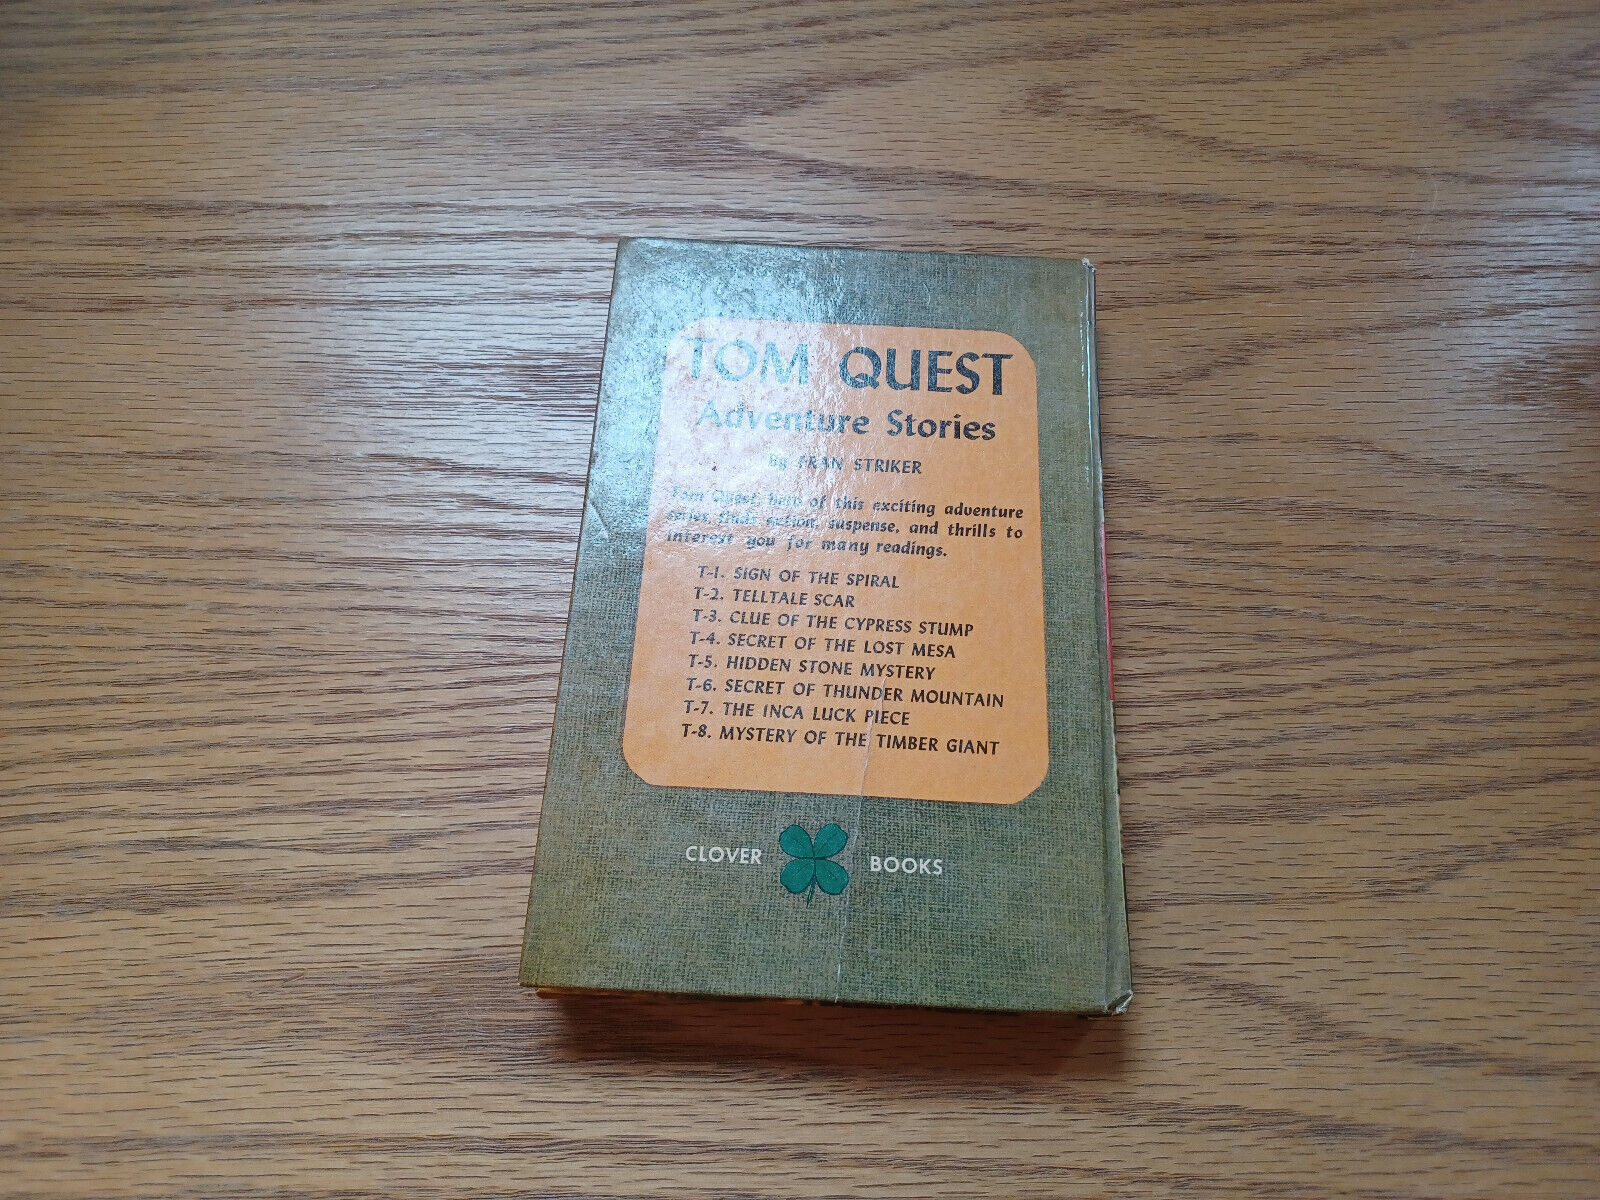 TOM QUEST
Adventure Stories
By FRAN STRIKER
Tom Quest, hero of this exciting adventure
series, finds action, suspense, and thrills to
interest you for many readings.
T-1. SIGN OF THE SPIRAL
T-2. TELLTALE SCAR
T-3. CLUE OF THE CYPRESS STUMP
T-4. SECRET OF THE LOST MESA
T-5. HIDDEN STONE MYSTERY
T-6. SECRET OF THUNDER MOUNTAIN
T-7. THE INCA LUCK PIECE
T-8. MYSTERY OF THE TIMBER GIANT
CLOVER BOOKS